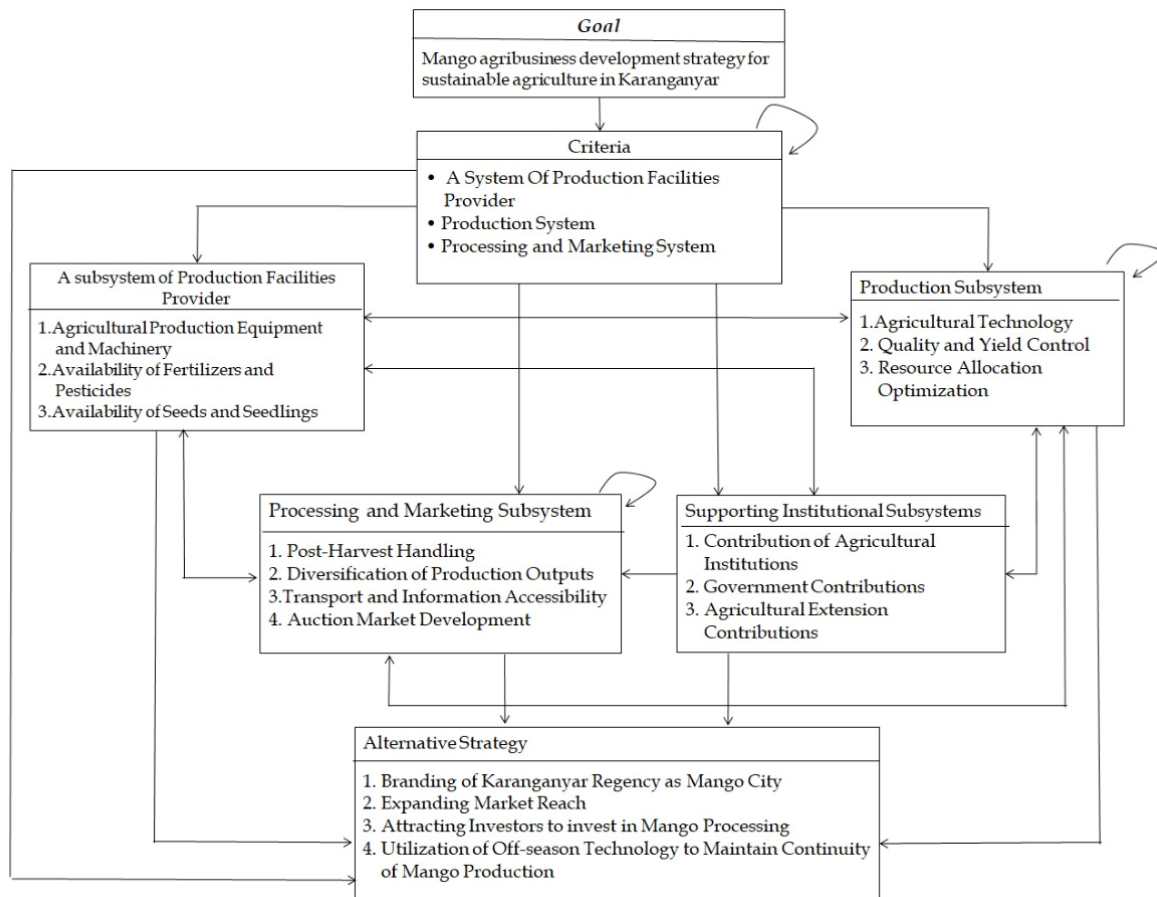 Goal
Mango agribusiness development strategy for
sustainable agriculture in Karanganyar
Criteria
• A System Of Production Facilities
Provider
• Production System
• Processing and Marketing System
A subsystem of Production Facilities
Provider
1.Agricultural Production Equipment
and Machinery
2.Availability of Fertilizers and
Pesticides
3.Availability of Seeds and Seedlings
Production Subsystem
1.Agricultural Technology
2. Quality and Yield Control
3. Resource Allocation
Optimization
Processing and Marketing Subsystem
1. Post-Harvest Handling
2. Diversification of Production Outputs
3.Transport and Information Accessibility
4. Auction Market Development
Supporting Institutional Subsystems
1. Contribution of Agricultural
Institutions
2. Government Contributions
3. Agricultural Extension
Contributions
Alternative Strategy
1. Branding of Karanganyar Regency as Mango City
2. Expanding Market Reach
3. Attracting Investors to invest in Mango Processing
4. Utilization of Off-season Technology to Maintain Continuity
of Mango Production